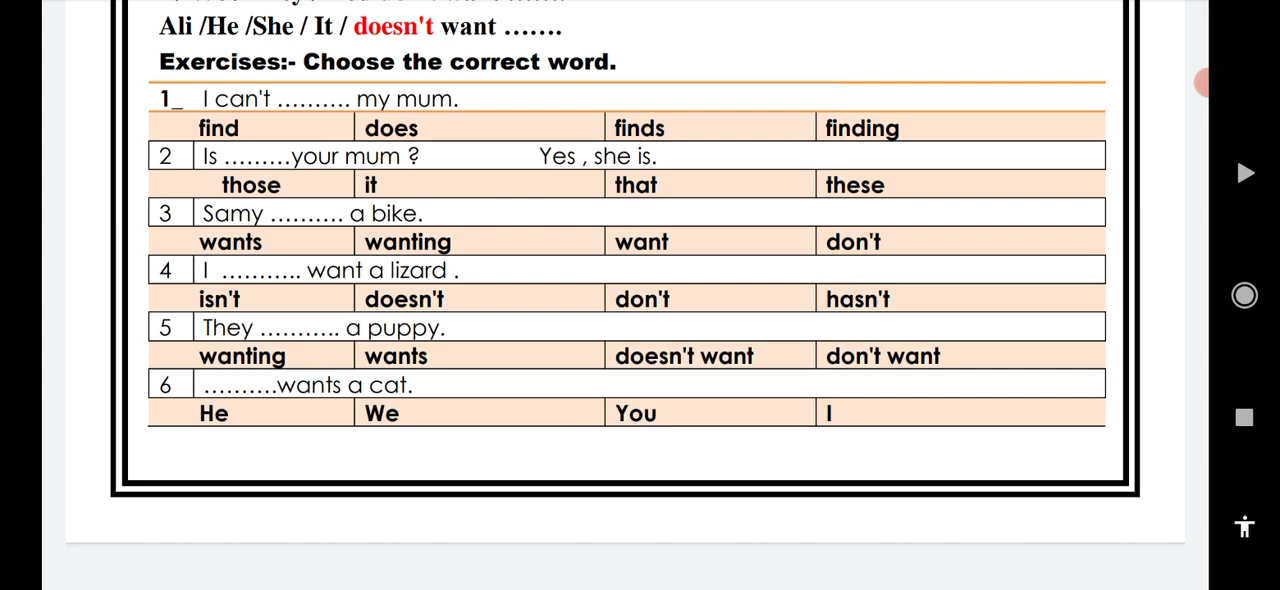 Ali /He /She / It / doesn't want …….
Exercises:- Choose the correct word.
1_ I can't ………. my mum.
find does finds finding
2 Is ………your mum ? Yes , she is.
those it that these
3 Samy ………. a bike.
wants wanting want don't
4 I ……….. want a lizard .
isn't doesn't don't hasn't
5 They ……….. a puppy.
wanting wants doesn't want don't want
6 ……….wants a cat.
He We You I